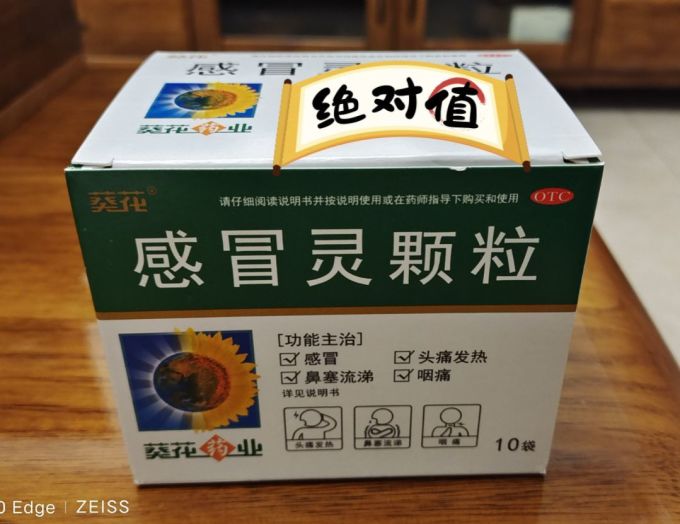 葵花
感冒灵颗粒
绝对值
葵花药业
葵花®
请仔细阅读说明书并按说明使用或在药师指导下购买和使用
OTC
感冒灵颗粒
[功能主治]
感冒
头痛发热
鼻塞流涕
咽痛
详见说明书
头痛发热
鼻塞流涕
咽痛
葵花药业
10袋
0 Edge | ZEISS